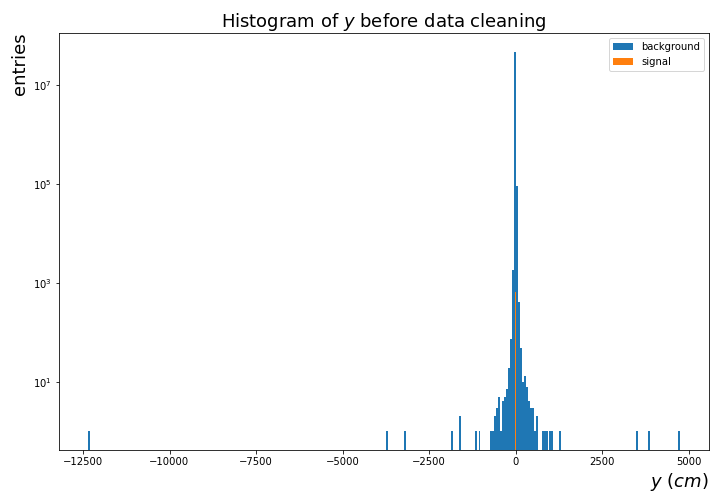 Histogram of y before data cleaning
entries
background
signal
10⁷
10⁵
10³
10¹
−12500 −10000 −7500 −5000 −2500 0 2500 5000
y (cm)